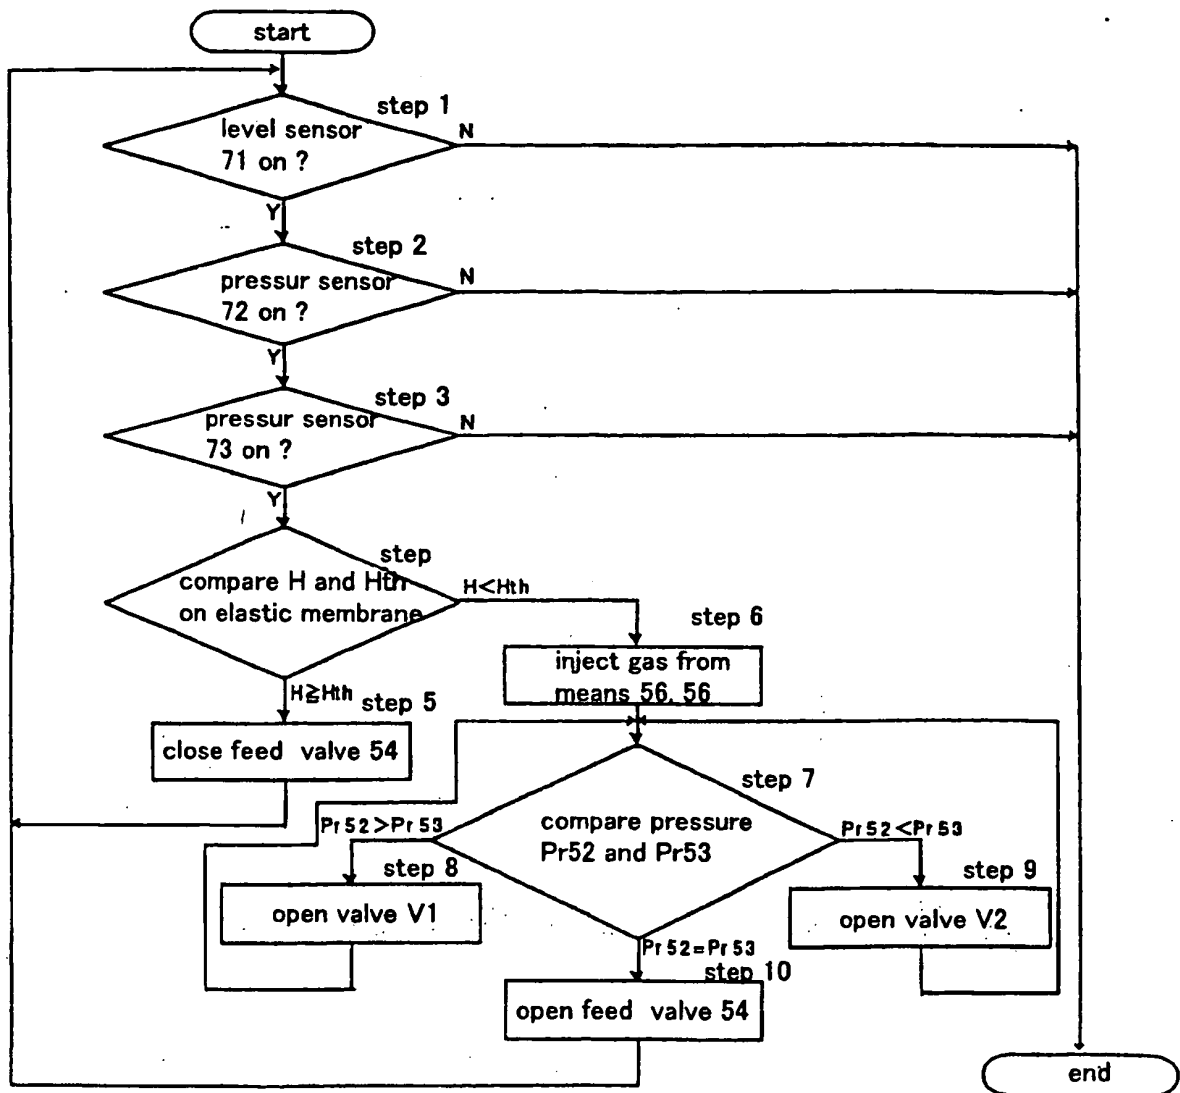 start
step 1
level sensor
71 on ?
N
Y
step 2
pressur sensor
72 on ?
N
Y
step 3
pressur sensor
73 on ?
N
Y
step
compare H and Hth
on elastic membrane
H<Hth
H≧Hth
step 5
close feed valve 54
step 6
inject gas from
means 56, 56
step 7
compare pressure
Pr52 and Pr53
Pr52>Pr53
Pr52<Pr53
step 8
open valve V1
step 9
open valve V2
Pr52=Pr53
step 10
open feed valve 54
end